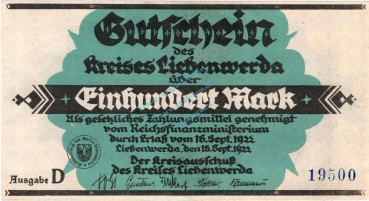 Gutschein
des
Kreises Liebenwerda
über
Einhundert Mark
Als gesetzliches Zahlungsmittel genehmigt
vom Reichsfinanzministerium
durch Erlaß vom 16. Sept. 1922
Liebenwerda, den 16. Sept. 1922
Der Kreisausschuß
des Kreises Liebenwerda
Ausgabe D
19500